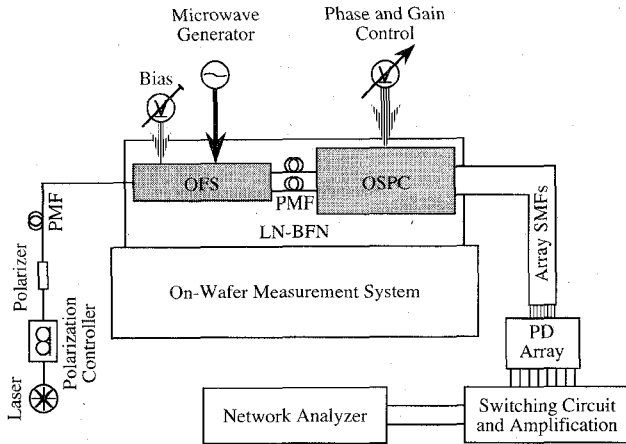 Microwave
Generator
Phase and Gain
Control
Bias
V
V
OFS
OSPC
PMF
LN-BFN
PMF
Array SMFs
On-Wafer Measurement System
Polarizer
Polarization
Controller
Laser
PD
Array
Network Analyzer
Switching Circuit
and Amplification